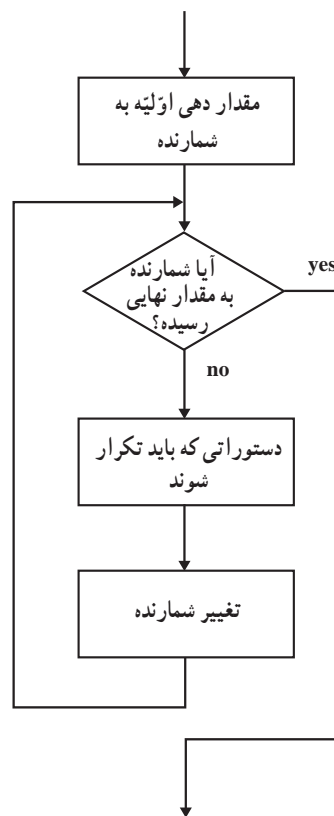 مقدار دهی اوّلیّه به
شمارنده
آیا شمارنده
به مقدار نهایی
رسیده؟
yes
no
دستوراتی که باید تکرار
شوند
تغییر شمارنده